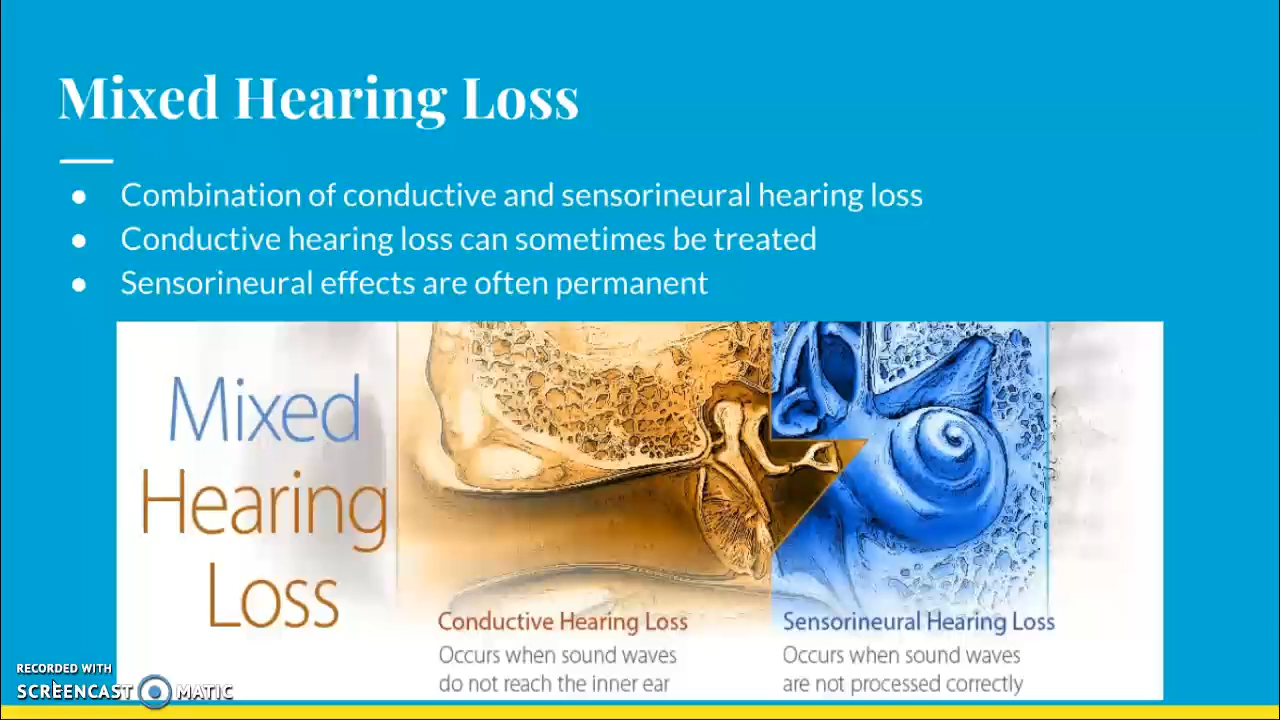 Mixed Hearing Loss
● Combination of conductive and sensorineural hearing loss
● Conductive hearing loss can sometimes be treated
● Sensorineural effects are often permanent
Mixed
Hearing
Loss
Conductive Hearing Loss
Occurs when sound waves
do not reach the inner ear
Sensorineural Hearing Loss
Occurs when sound waves
are not processed correctly
RECORDED WITH
SCREENCAST MATIC